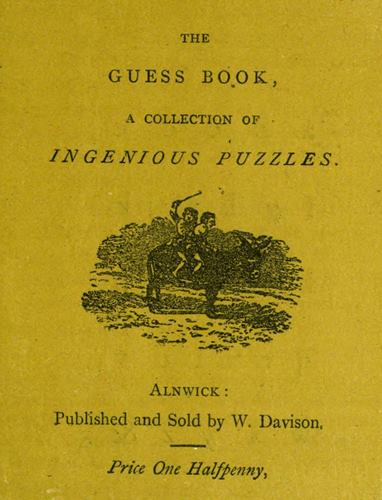 THE
GUESS BOOK,
A COLLECTION OF
INGENIOUS PUZZLES.
ALNWICK:
Published and Sold by W. Davison.
Price One Halfpenny,